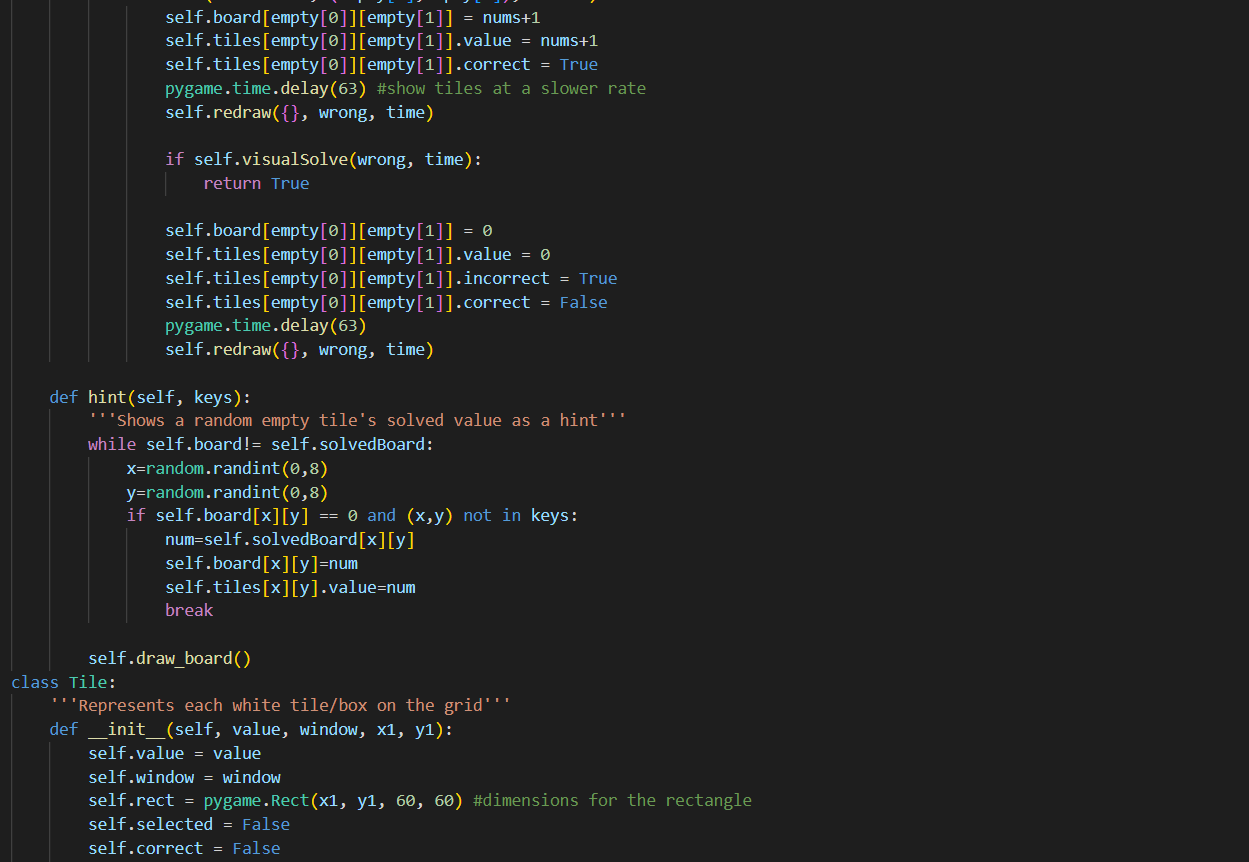 self.board[empty[0]][empty[1]] = nums+1
        self.tiles[empty[0]][empty[1]].value = nums+1
        self.tiles[empty[0]][empty[1]].correct = True
        pygame.time.delay(63) #show tiles at a slower rate
        self.redraw({}, wrong, time)

        if self.visualSolve(wrong, time):
            return True

        self.board[empty[0]][empty[1]] = 0
        self.tiles[empty[0]][empty[1]].value = 0
        self.tiles[empty[0]][empty[1]].incorrect = True
        self.tiles[empty[0]][empty[1]].correct = False
        pygame.time.delay(63)
        self.redraw({}, wrong, time)

    def hint(self, keys):
        '''Shows a random empty tile's solved value as a hint'''
        while self.board!= self.solvedBoard:
            x=random.randint(0,8)
            y=random.randint(0,8)
            if self.board[x][y] == 0 and (x,y) not in keys:
                num=self.solvedBoard[x][y]
                self.board[x][y]=num
                self.tiles[x][y].value=num
                break

        self.draw_board()
class Tile:
    '''Represents each white tile/box on the grid'''
    def __init__(self, value, window, x1, y1):
        self.value = value
        self.window = window
        self.rect = pygame.Rect(x1, y1, 60, 60) #dimensions for the rectangle
        self.selected = False
        self.correct = False